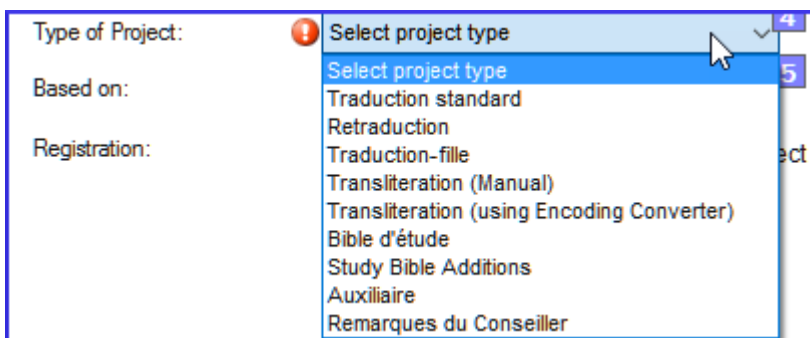 Type of Project: Select project type 4
Select project type 5
Based on: Traduction standard
Retraduction
Registration: Traduction-fille ect
Transliteration (Manual)
Transliteration (using Encoding Converter)
Bible d'étude
Study Bible Additions
Auxiliaire
Remarques du Conseiller